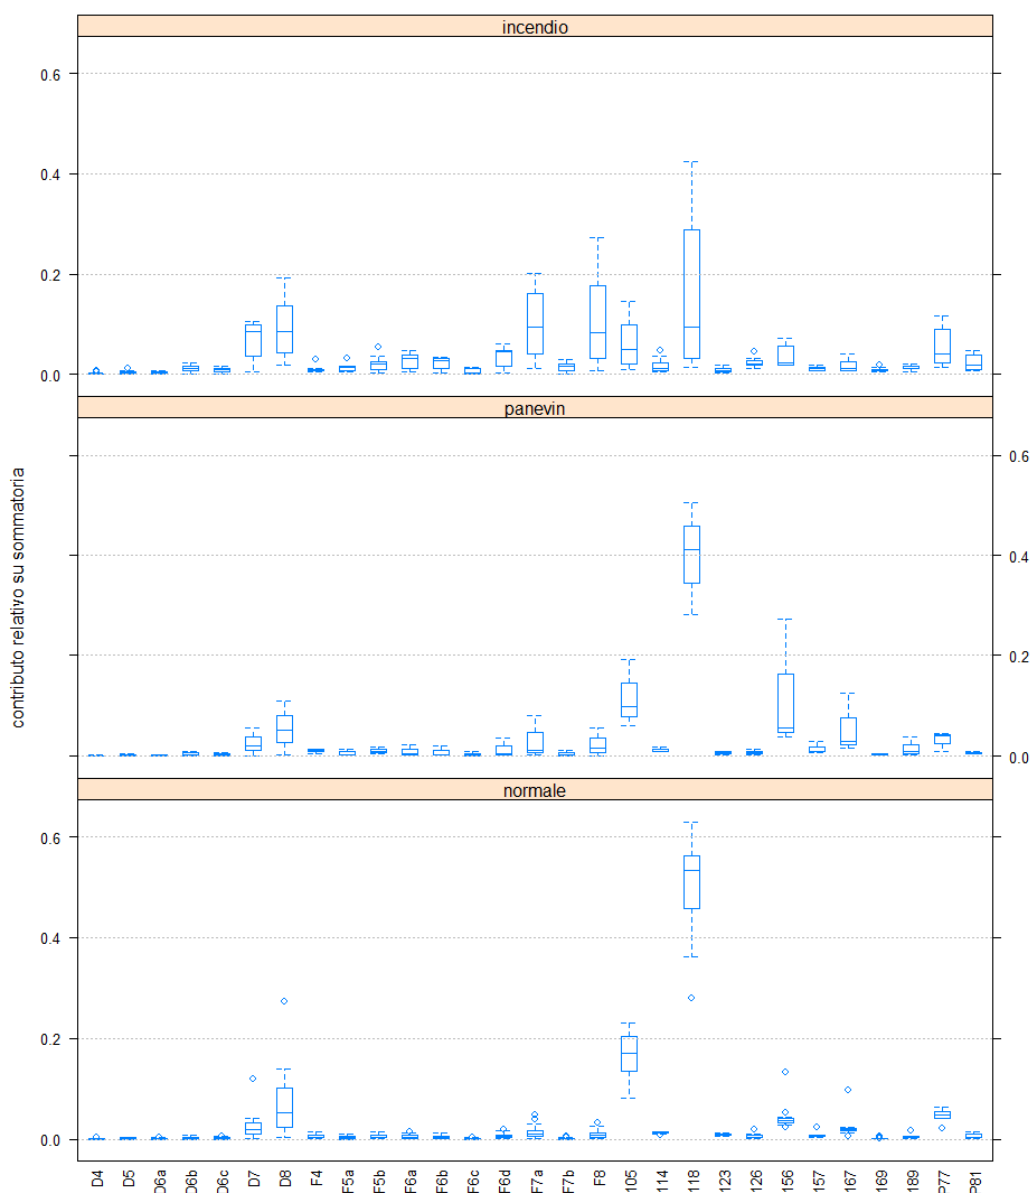 incendio
0.6
0.4
0.2
0.0
panevin
0.6
0.4
0.2
0.0
contributo relativo su sommatoria
normale
0.6
0.4
0.2
0.0
D4 D5 D6a D6b D6c D7 D8 F4 F5a F5b F6a F6b F6c F6d F7a F7b F8 105 114 118 123 126 156 157 167 169 189 P77 P81